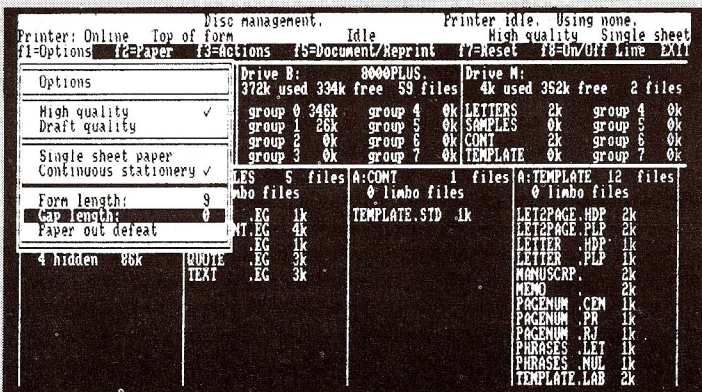 Disc management. Printer idle. Using none.
Printer: Online Top of form Idle High quality Single sheet
f1=Options f2=Paper f3=Actions f5=Document/Reprint f7=Reset f8=On/Off Line EXIT
Options
High quality ✓
Draft quality
Single sheet paper
Continuous stationery ✓
Form length: 9
Gap length: 0
Paper out defeat
4 hidden 86k
Drive B: 8000PLUS.
372k used 334k free 59 files
group 0 346k group 4 0k
group 1 26k group 5 0k
group 2 0k group 6 0k
group 3 0k group 7 0k
Drive M:
4k used 352k free 2 files
LETTERS 2k group 4 0k
SAMPLES 0k group 5 0k
CONT 2k group 6 0k
TEMPLATE 0k group 7 0k
LES 5 files
mbo files
.EG 1k
NT.EG 4k
.EG 1k
QUOTE .EG 3k
TEXT .EG 3k
A:CONT 1 files
0 limbo files
TEMPLATE.STD 1k
A:TEMPLATE 12 files
0 limbo files
LET2PAGE.HDP 2k
LET2PAGE.PLP 2k
LETTER .HDP 1k
LETTER .PLP 1k
MANUSCRP. 2k
MEMO 2k
PAGENUM .CEN 1k
PAGENUM .PR 1k
PAGENUM .RJ 1k
PHRASES .LET 1k
PHRASES .NUL 1k
TEMPLATE.LAB 2k